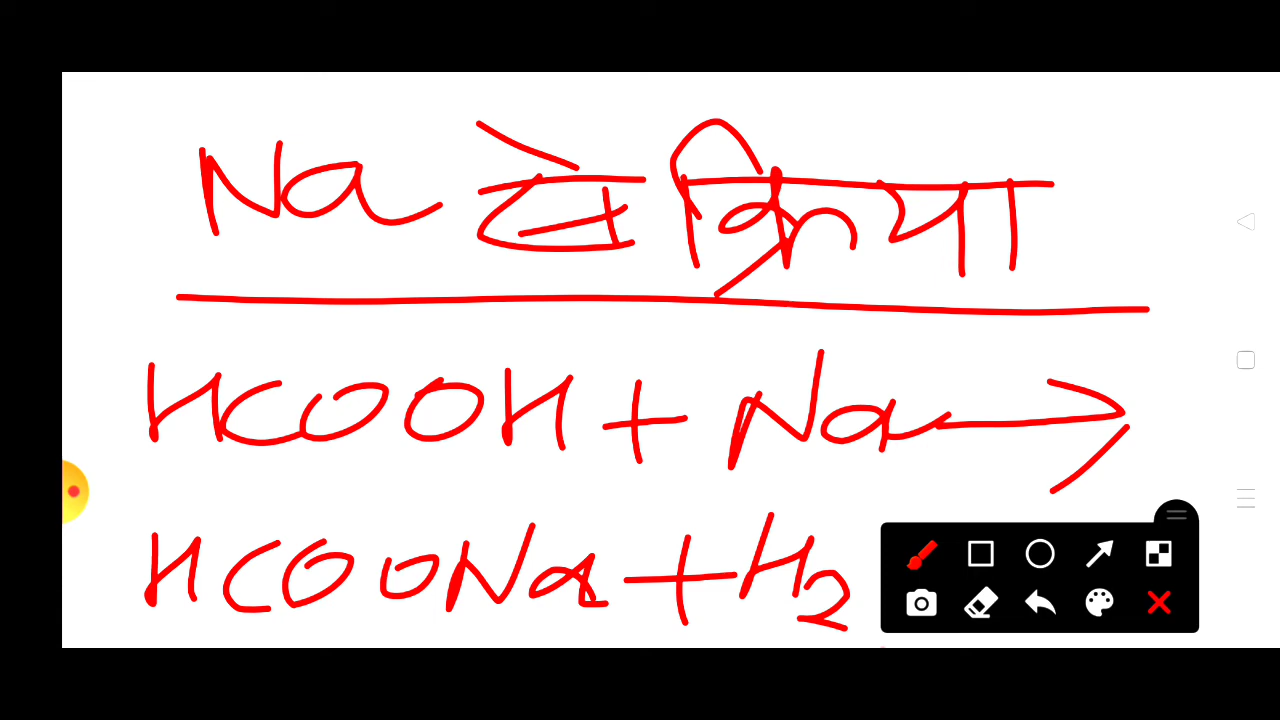 Na से क्रिया
HCOOH + Na →
HCOONa + H₂